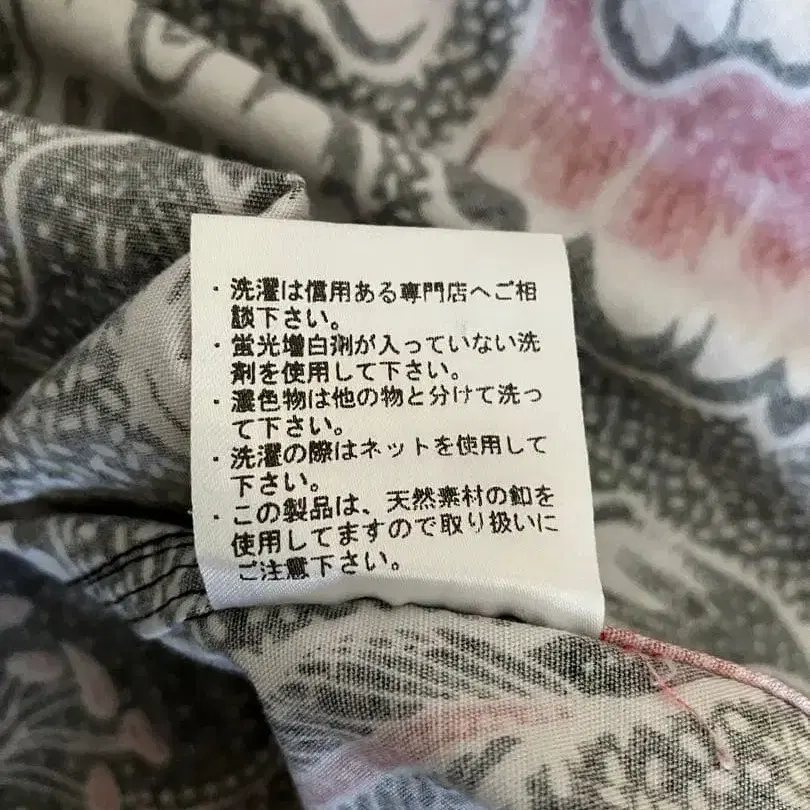 ・洗濯は信用ある専門店へご相
談下さい。
・蛍光増白剤が入っていない洗
剤を使用して下さい。
・濃色物は他の物と分けて洗っ
て下さい。
・洗濯の際はネットを使用して
下さい。
・この製品は、天然素材の釦を
使用してますので取り扱いに
ご注意下さい。